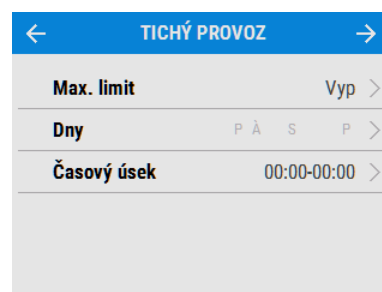 TICHÝ PROVOZ
Max. limit Vyp
Dny P À S P
Časový úsek 00:00-00:00